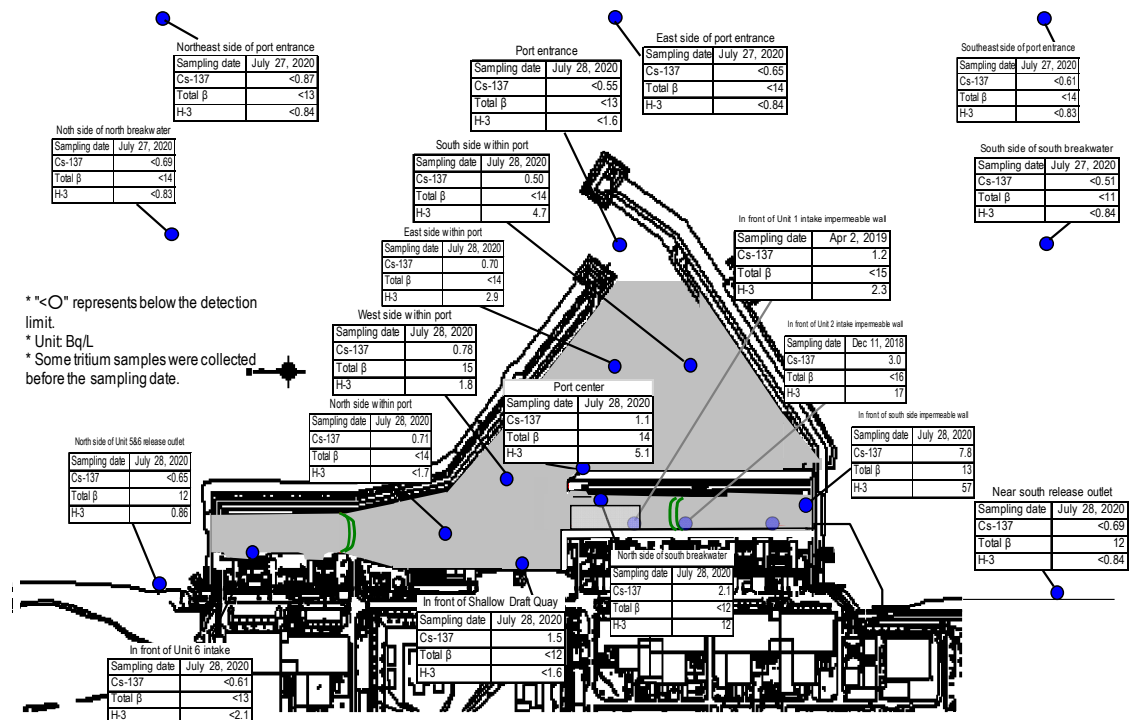 Northeast side of port entrance
Sampling date July 27, 2020
Cs-137 <0.87
Total β <13
H-3 <0.84
East side of port entrance
Sampling date July 27, 2020
Cs-137 <0.65
Total β <14
H-3 <0.84
Southeast side of port entrance
Sampling date July 27, 2020
Cs-137 <0.61
Total β <14
H-3 <0.83
Port entrance
Sampling date July 28, 2020
Cs-137 <0.55
Total β <13
H-3 <1.6
Noth side of north breakwater
Sampling date July 27, 2020
Cs-137 <0.69
Total β <14
H-3 <0.83
South side within port
Sampling date July 28, 2020
Cs-137 0.50
Total β <14
H-3 4.7
South side of south breakwater
Sampling date July 27, 2020
Cs-137 <0.51
Total β <11
H-3 <0.84
In front of Unit 1 intake impermeable wall
Sampling date Apr 2, 2019
Cs-137 1.2
Total β <15
H-3 2.3
East side within port
Sampling date July 28, 2020
Cs-137 0.70
Total β <14
H-3 2.9
* "<○" represents below the detection
limit.
* Unit: Bq/L
* Some tritium samples were collected
before the sampling date.
West side within port
Sampling date July 28, 2020
Cs-137 0.78
Total β 15
H-3 1.8
In front of Unit 2 intake impermeable wall
Sampling date Dec 11, 2018
Cs-137 3.0
Total β <16
H-3 17
Port center
Sampling date July 28, 2020
Cs-137 1.1
Total β 14
H-3 5.1
North side within port
Sampling date July 28, 2020
Cs-137 0.71
Total β <14
H-3 <1.7
In front of south side impermeable wall
Sampling date July 28, 2020
Cs-137 7.8
Total β 13
H-3 57
North side of Unit 5&6 release outlet
Sampling date July 28, 2020
Cs-137 <0.65
Total β 12
H-3 0.86
Near south release outlet
Sampling date July 28, 2020
Cs-137 <0.69
Total β 12
H-3 <0.84
North side of south breakwater
Sampling date July 28, 2020
Cs-137 2.1
Total β <12
H-3 12
In front of Shallow Draft Quay
Sampling date July 28, 2020
Cs-137 1.5
Total β <12
H-3 <1.6
In front of Unit 6 intake
Sampling date July 28, 2020
Cs-137 <0.61
Total β <13
H-3 <2.1